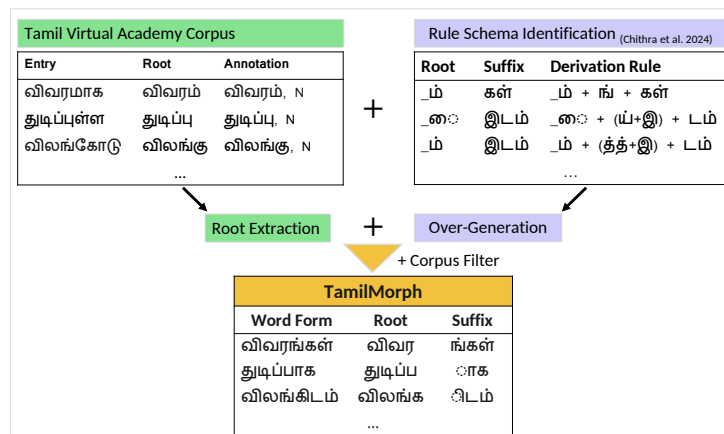 Tamil Virtual Academy Corpus
Entry Root Annotation
விவரமாக விவரம் விவரம், N
துடிப்புள்ள துடிப்பு துடிப்பு, N
விலங்கோடு விலங்கு விலங்கு, N
...
+
Rule Schema Identification (Chithra et al. 2024)
Root Suffix Derivation Rule
_ம் கள் _ம் + ங் + கள்
_ை இடம் _ை + (ய்+இ) + டம்
_ம் இடம் _ம் + (த்த்+இ) + டம்
...
Root Extraction + Over-Generation
+ Corpus Filter
TamilMorph
Word Form Root Suffix
விவரங்கள் விவர ங்கள்
துடிப்பாக துடிப்ப ாக
விலங்கிடம் விலங்க ிடம்
...